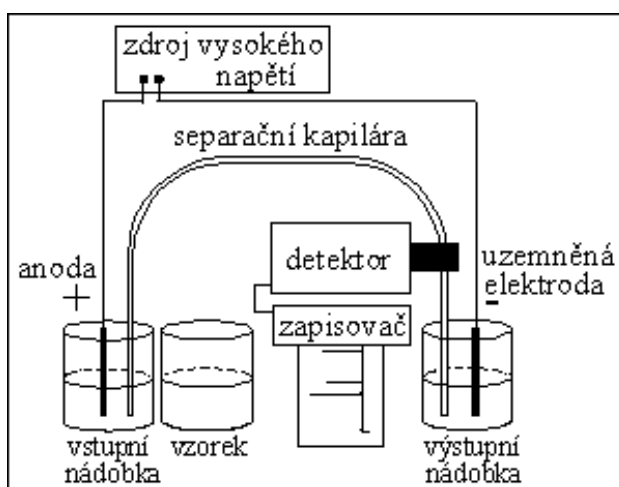 zdroj vysokého
napětí
separační kapilára
detektor
anoda
+
uzemněná
elektroda
-
zapisovač
vstupní
nádobka
vzorek
výstupní
nádobka